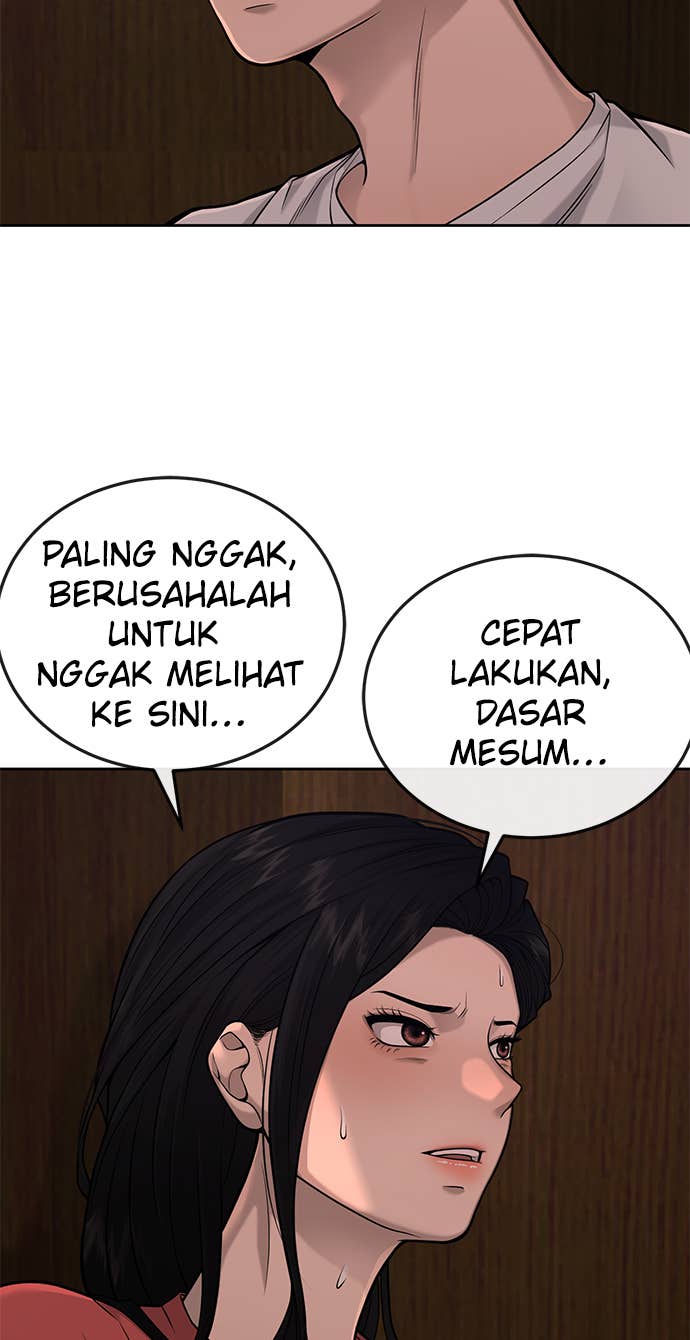 PALING NGGAK,
BERUSAHALAH
UNTUK
NGGAK MELIHAT
KE SINI...
CEPAT
LAKUKAN,
DASAR
MESUM...